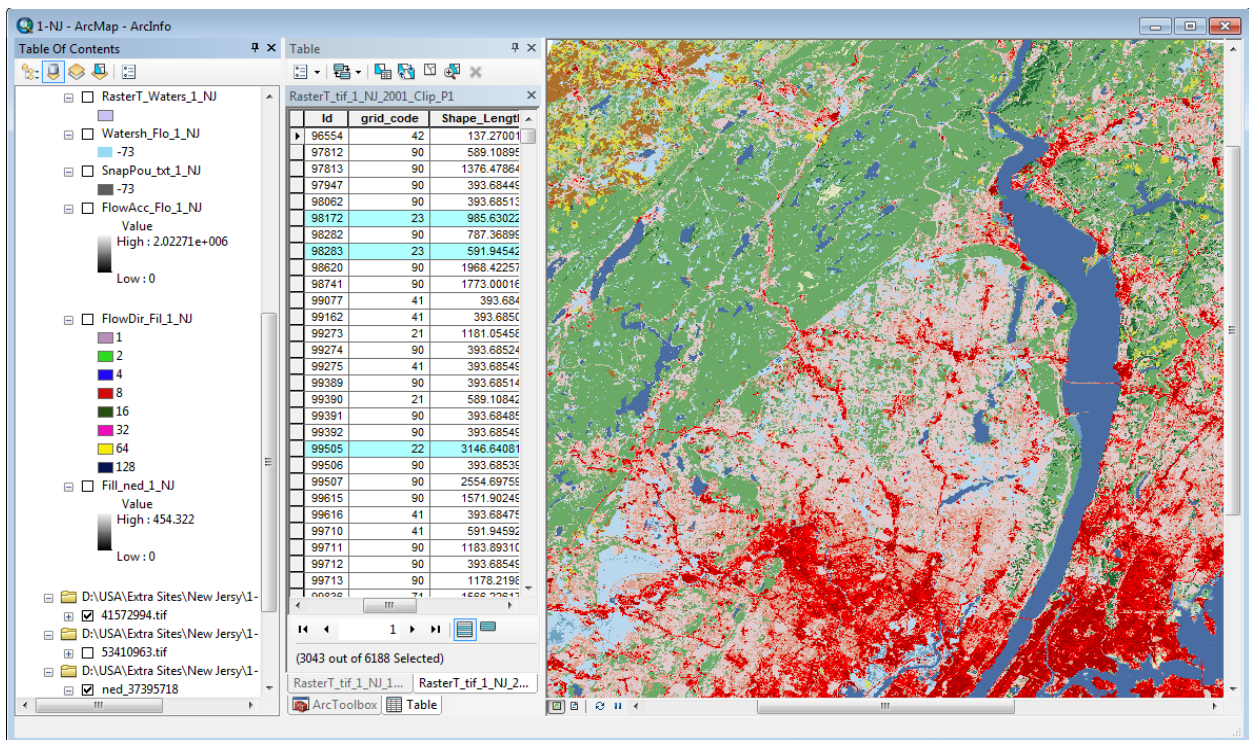 1-NJ - ArcMap - ArcInfo
Table Of Contents
RasterT_Waters_1_NJ
Watersh_Flo_1_NJ
-73
SnapPou_txt_1_NJ
-73
FlowAcc_Flo_1_NJ
Value
High : 2.02271e+006
Low : 0
FlowDir_Fil_1_NJ
1
2
4
8
16
32
64
128
Fill_ned_1_NJ
Value
High : 454.322
Low : 0
D:\USA\Extra Sites\New Jersy\1-
41572994.tif
D:\USA\Extra Sites\New Jersy\1-
53410963.tif
D:\USA\Extra Sites\New Jersy\1-
ned_37395718
Table
RasterT_tif_1_NJ_2001_Clip_P1
Id grid_code Shape_Lengtl
96554 42 137.27001
97812 90 589.10895
97813 90 1376.47864
97947 90 393.68449
98062 90 393.68513
98172 23 985.63022
98282 90 787.36899
98283 23 591.94542
98620 90 1968.42257
98741 90 1773.00016
99077 41 393.684
99162 41 393.6850
99273 21 1181.05458
99274 90 393.68524
99275 41 393.68549
99389 90 393.68514
99390 21 589.10842
99391 90 393.68485
99392 90 393.68549
99505 22 3146.64081
99506 90 393.68539
99507 90 2554.69759
99615 90 1571.90249
99616 41 393.68475
99710 41 591.94592
99711 90 1183.89310
99712 90 393.68549
99713 90 1178.2198
99836 71 1566.22617
1
(3043 out of 6188 Selected)
RasterT_tif_1_NJ_1... RasterT_tif_1_NJ_2...
ArcToolbox Table